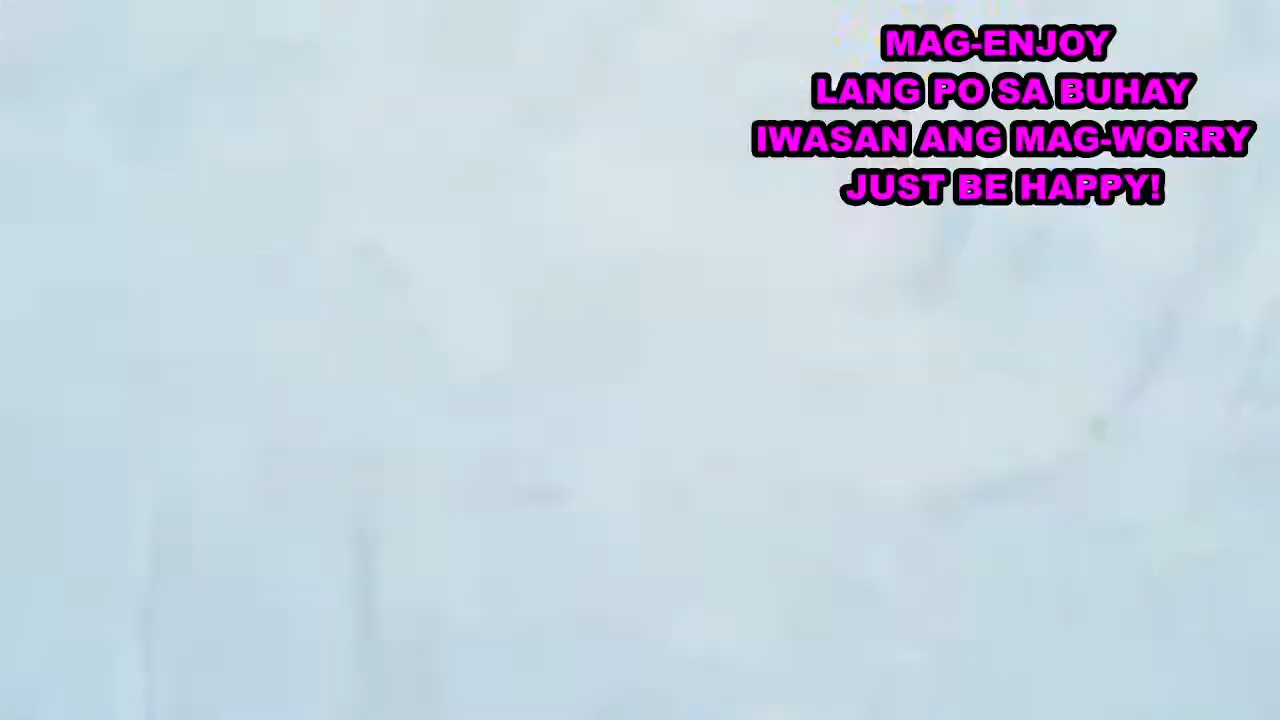 MAG-ENJOY
LANG PO SA BUHAY
IWASAN ANG MAG-WORRY
JUST BE HAPPY!